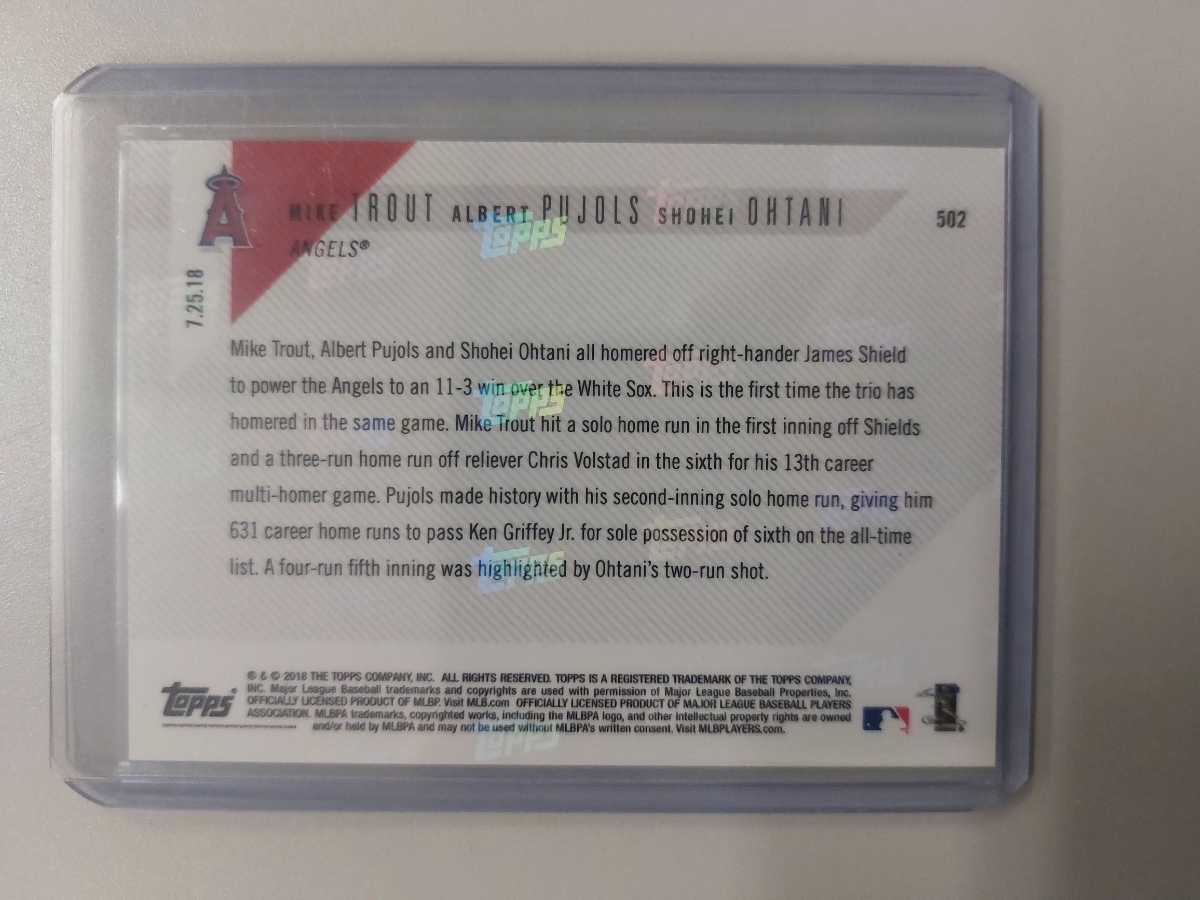 A
MIKE TROUT ALBERT PUJOLS SHOHEI OHTANI
502
ANGELS®
7.25.18
Mike Trout, Albert Pujols and Shohei Ohtani all homered off right-hander James Shield
to power the Angels to an 11-3 win over the White Sox. This is the first time the trio has
homered in the same game. Mike Trout hit a solo home run in the first inning off Shields
and a three-run home run off reliever Chris Volstad in the sixth for his 13th career
multi-homer game. Pujols made history with his second-inning solo home run, giving him
631 career home runs to pass Ken Griffey Jr. for sole possession of sixth on the all-time
list. A four-run fifth inning was highlighted by Ohtani's two-run shot.
topps
® & © 2018 THE TOPPS COMPANY, INC. ALL RIGHTS RESERVED. TOPPS IS A REGISTERED TRADEMARK OF THE TOPPS COMPANY,
INC. Major League Baseball trademarks and copyrights are used with permission of Major League Baseball Properties, Inc.
OFFICIALLY LICENSED PRODUCT OF MLBP. Visit MLB.com OFFICIALLY LICENSED PRODUCT OF MAJOR LEAGUE BASEBALL PLAYERS
ASSOCIATION. MLBPA trademarks, copyrighted works, including the MLBPA logo, and other intellectual property rights are owned
and/or held by MLBPA and may not be used without MLBPA's written consent. Visit MLBPLAYERS.com.
topps
topps
topps
topps